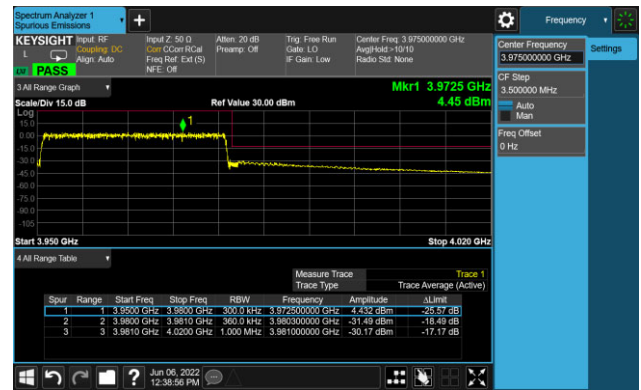 Spectrum Analyzer 1
Spurious Emissions
Frequency
KEYSIGHT
L
LXI
PASS
Input: RF
Coupling: DC
Align: Auto
Input Z: 50 Ω
Corr CCorr RCal
Freq Ref: Ext (S)
NFE: Off
Atten: 20 dB
Preamp: Off
Trig: Free Run
Gate: LO
IF Gain: Low
Center Freq: 3.975000000 GHz
Avg|Hold:>10/10
Radio Std: None
Center Frequency
3.975000000 GHz
Settings
CF Step
3.500000 MHz
Auto
Man
Freq Offset
0 Hz
3 All Range Graph
Mkr1 3.9725 GHz
Scale/Div 15.0 dB
Ref Value 30.00 dBm
4.45 dBm
Log
15.0
0.00
-15.0
-30.0
-45.0
-60.0
-75.0
-90.0
-105
1
Start 3.950 GHz
Stop 4.020 GHz
4 All Range Table
Measure Trace Trace 1
Trace Type Trace Average (Active)
Spur Range Start Freq Stop Freq RBW Frequency Amplitude ΔLimit
1 1 3.9500 GHz 3.9800 GHz 300.0 kHz 3.972500000 GHz 4.432 dBm -25.57 dB
2 2 3.9800 GHz 3.9810 GHz 360.0 kHz 3.980300000 GHz -31.49 dBm -18.49 dB
3 3 3.9810 GHz 4.0200 GHz 1.000 MHz 3.981000000 GHz -30.17 dBm -17.17 dB
?
Jun 06, 2022
12:38:56 PM